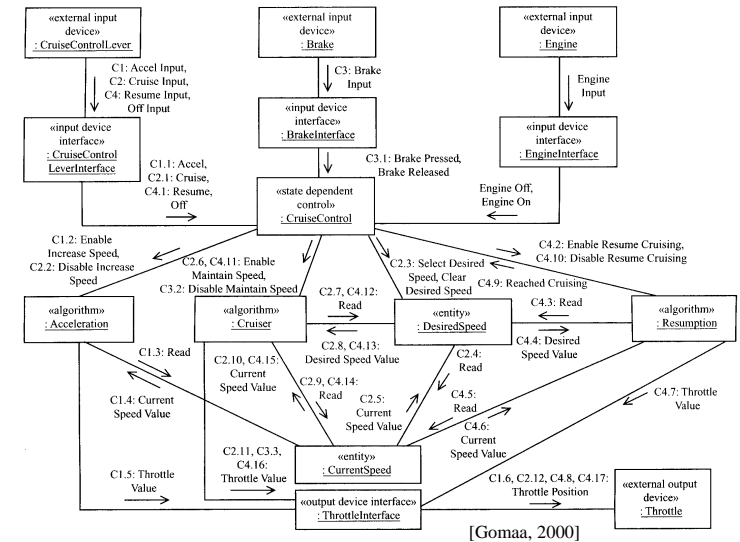 «external input
device»
: CruiseControlLever
«external input
device»
: Brake
«external input
device»
: Engine
C1: Accel Input,
C2: Cruise Input,
C4: Resume Input,
Off Input
C3: Brake
Input
Engine
Input
«input device
interface»
: CruiseControl
LeverInterface
«input device
interface»
: BrakeInterface
«input device
interface»
: EngineInterface
C1.1: Accel,
C2.1: Cruise,
C4.1: Resume,
Off
C3.1: Brake Pressed,
Brake Released
Engine Off,
Engine On
«state dependent
control»
: CruiseControl
C1.2: Enable
Increase Speed,
C2.2: Disable Increase
Speed
C2.6, C4.11: Enable
Maintain Speed,
C3.2: Disable Maintain Speed
C2.3: Select Desired
Speed, Clear
Desired Speed
C4.2: Enable Resume Cruising,
C4.10: Disable Resume Cruising
C4.9: Reached Cruising
«algorithm»
: Acceleration
«algorithm»
: Cruiser
C2.7, C4.12:
Read
C2.8, C4.13:
Desired Speed Value
«entity»
: DesiredSpeed
C4.3: Read
C4.4: Desired
Speed Value
«algorithm»
: Resumption
C1.3: Read
C1.4: Current
Speed Value
C2.10, C4.15:
Current
Speed Value
C2.9, C4.14:
Read
C2.5:
Current
Speed Value
C2.4:
Read
C4.5:
Read
C4.6:
Current
Speed Value
C4.7: Throttle
Value
«entity»
: CurrentSpeed
C1.5: Throttle
Value
C2.11, C3.3,
C4.16:
Throttle Value
«output device interface»
: ThrottleInterface
C1.6, C2.12, C4.8, C4.17:
Throttle Position
«external output
device»
: Throttle
[Gomaa, 2000]